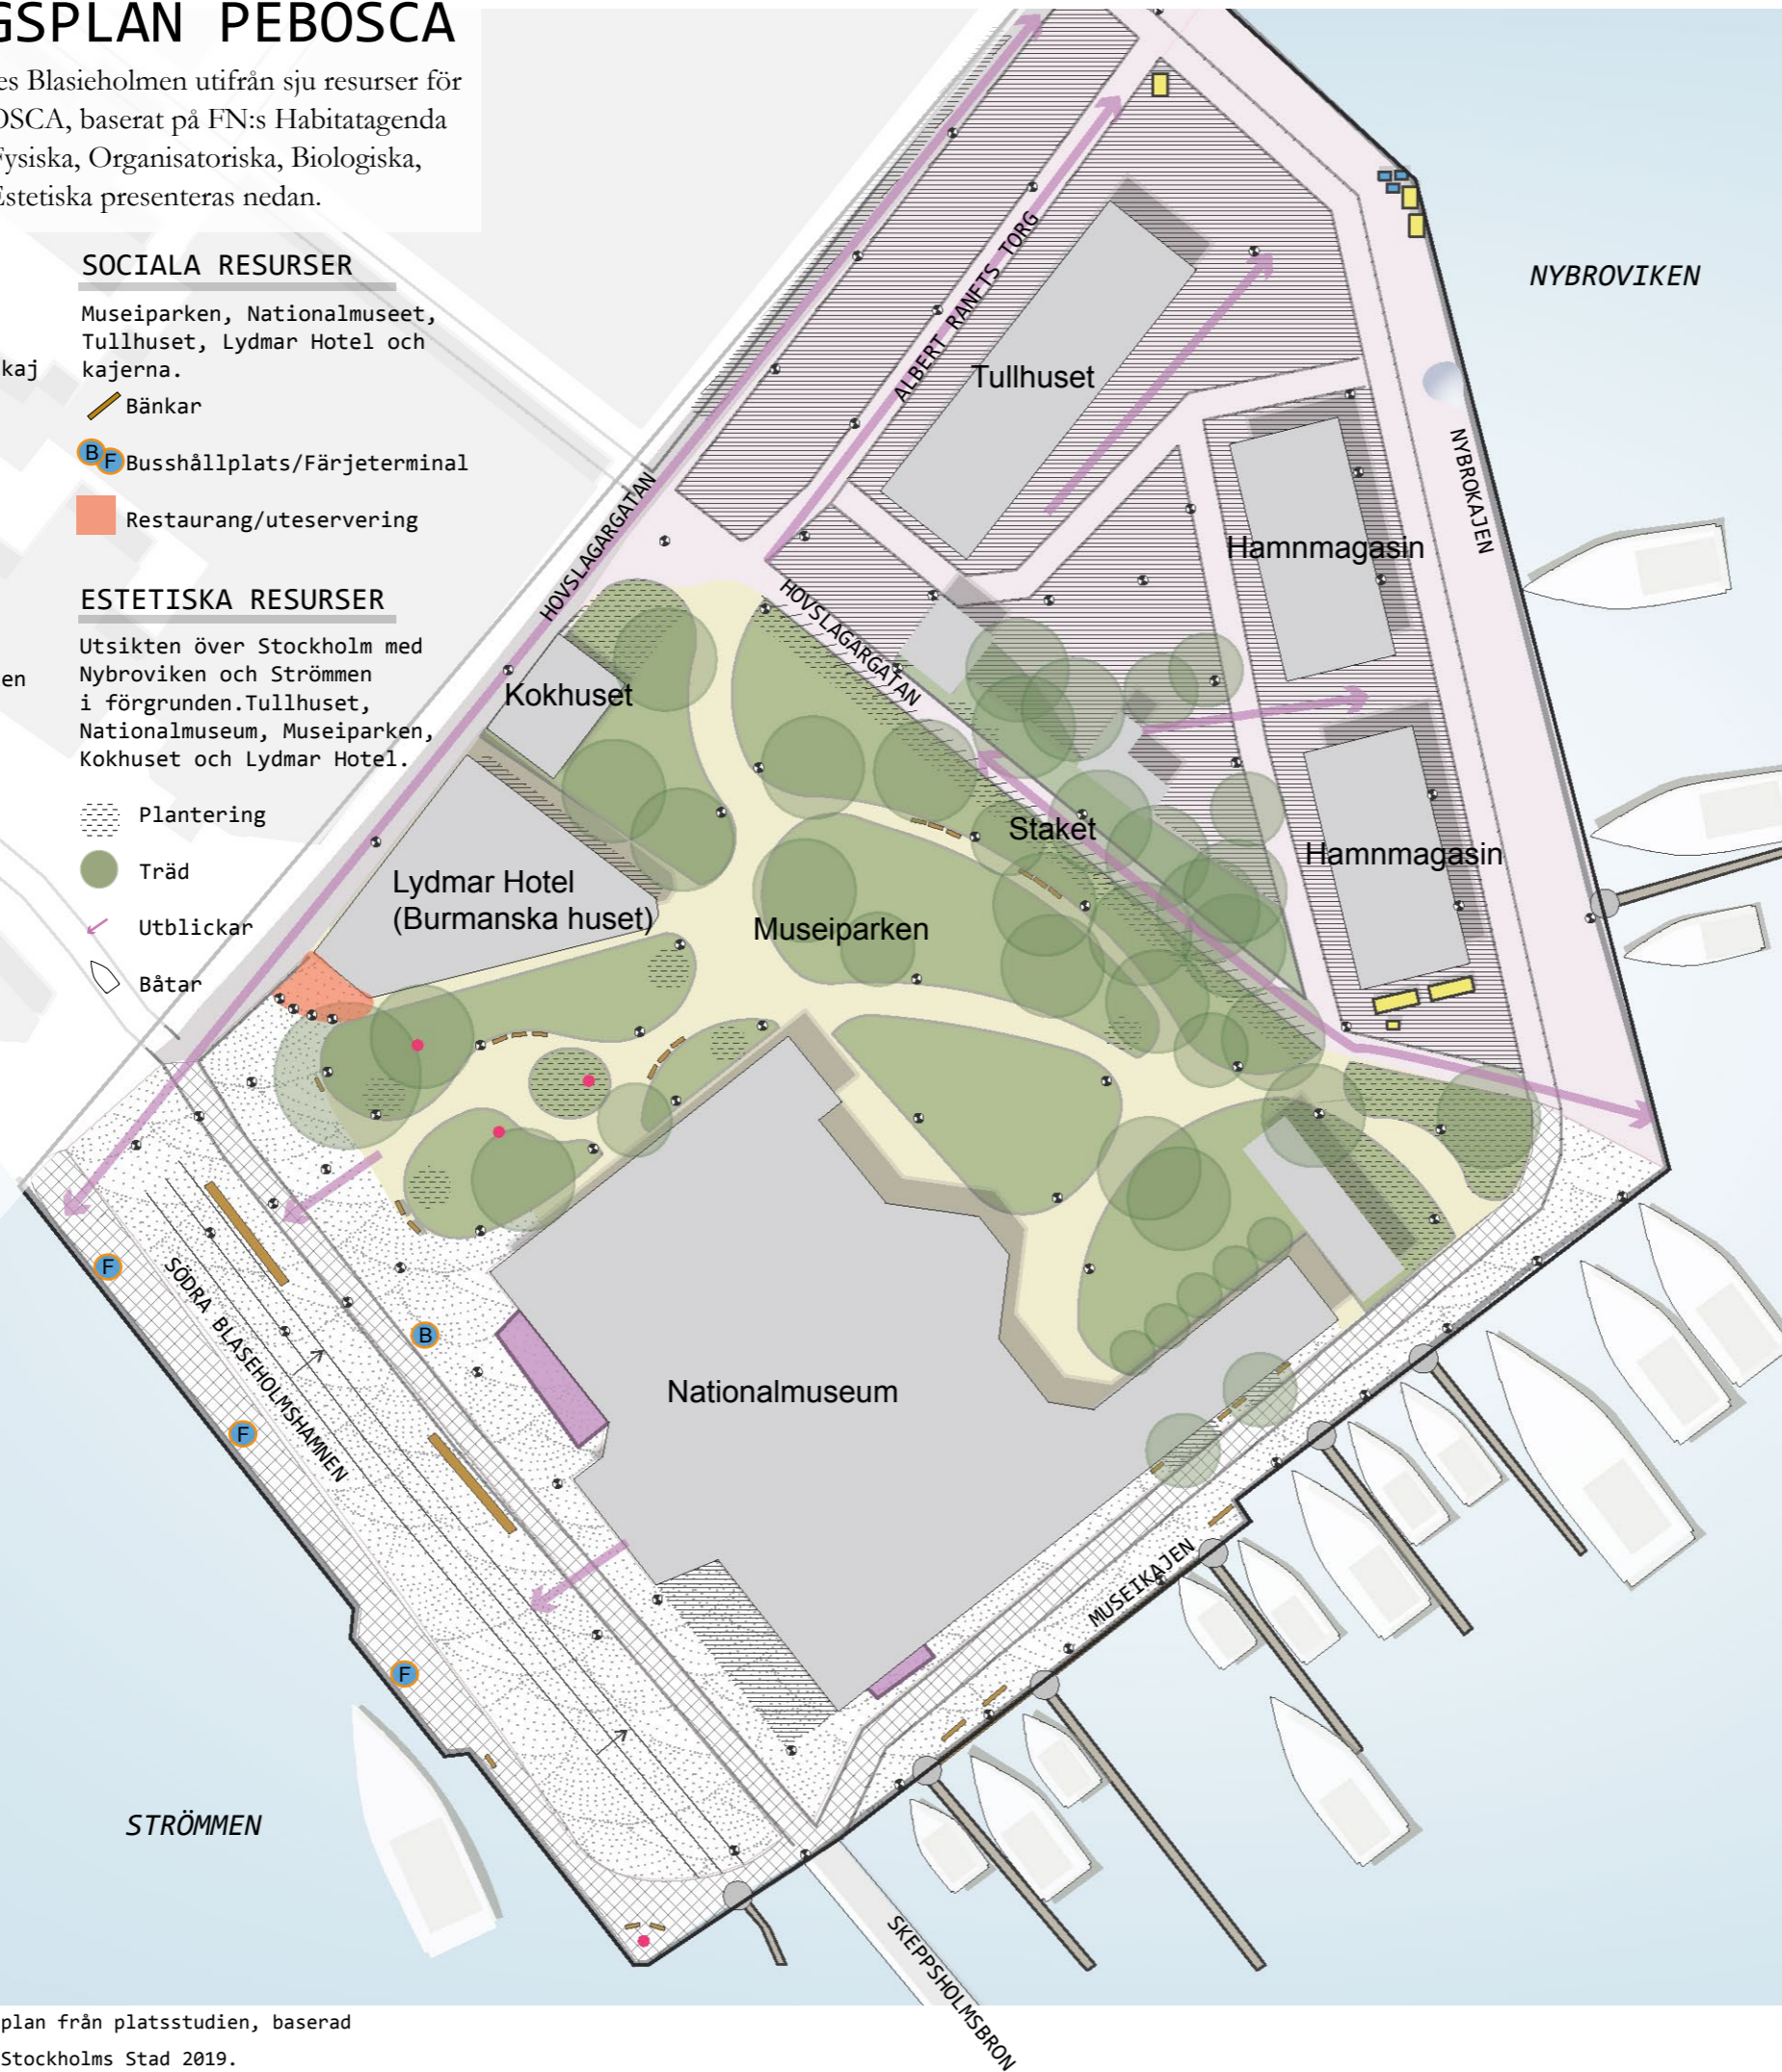 GSPLAN PEBOSCA
es Blasieholmen utifrån sju resurser för
OSCA, baserat på FN:s Habitatagenda
Fysiska, Organisatoriska, Biologiska,
Estetiska presenteras nedan.
SOCIALA RESURSER
Museiparken, Nationalmuseet,
Tullhuset, Lydmar Hotel och
kajerna.
kaj
Bänkar
B F Busshållplats/Färjeterminal
Restaurang/uteservering
ESTETISKA RESURSER
Utsikten över Stockholm med
Nybroviken och Strömmen
i förgrunden.Tullhuset,
Nationalmuseum, Museiparken,
Kokhuset och Lydmar Hotel.
en
Plantering
Träd
Utblickar
Båtar
NYBROVIKEN
ALBERT RANFTS TORG
Tullhuset
NYBROKAJEN
HOVSLAGARGATAN
Hamnmagasin
HOVSLAGARGATAN
Kokhuset
Staket
Hamnmagasin
Lydmar Hotel
(Burmanska huset)
Museiparken
F
SÖDRA BLASEHOLMSHAMNEN
B
Nationalmuseum
F
MUSEIKAJEN
F
STRÖMMEN
SKEPPSHOLMSBRON
plan från platsstudien, baserad
Stockholms Stad 2019.